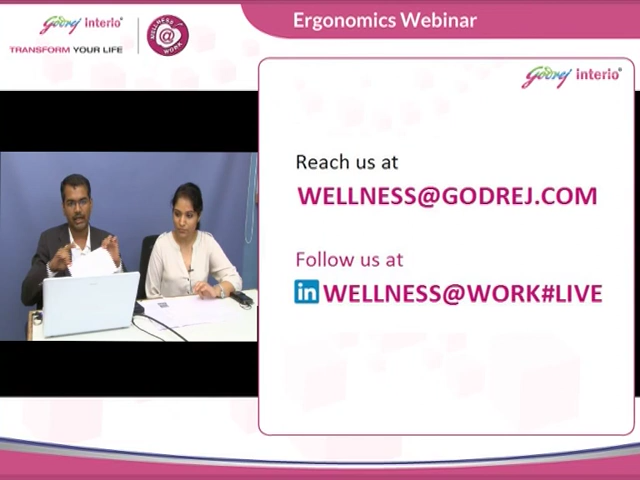 Godrej interio
TRANSFORM YOUR LIFE
WELLNESS @ WORK
Ergonomics Webinar
Godrej interio
Reach us at
WELLNESS@GODREJ.COM
Follow us at
in WELLNESS@WORK#LIVE